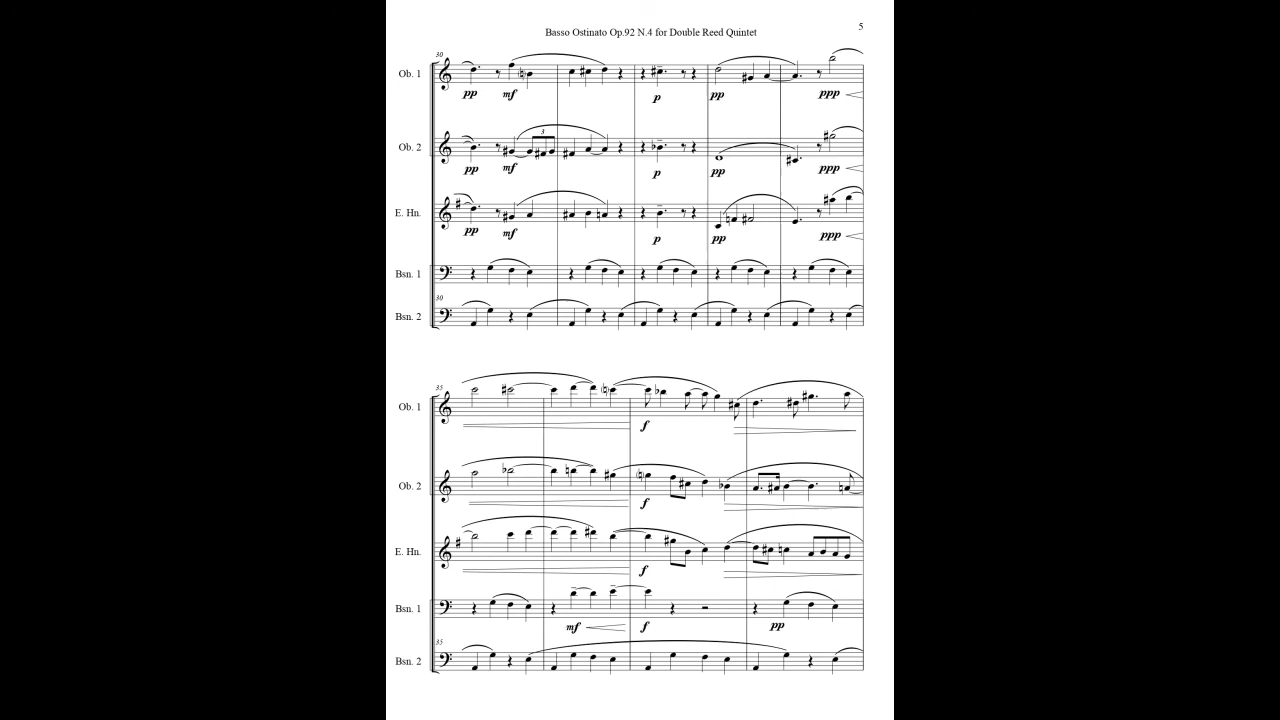 5
Basso Ostinato Op.92 N.4 for Double Reed Quintet
30
Ob. 1
pp mf p pp ppp
3
Ob. 2
pp mf p pp ppp
E. Hn.
pp mf p pp ppp
Bsn. 1
30
Bsn. 2
35
Ob. 1
f
Ob. 2
f
E. Hn.
f
Bsn. 1
mf f pp
35
Bsn. 2